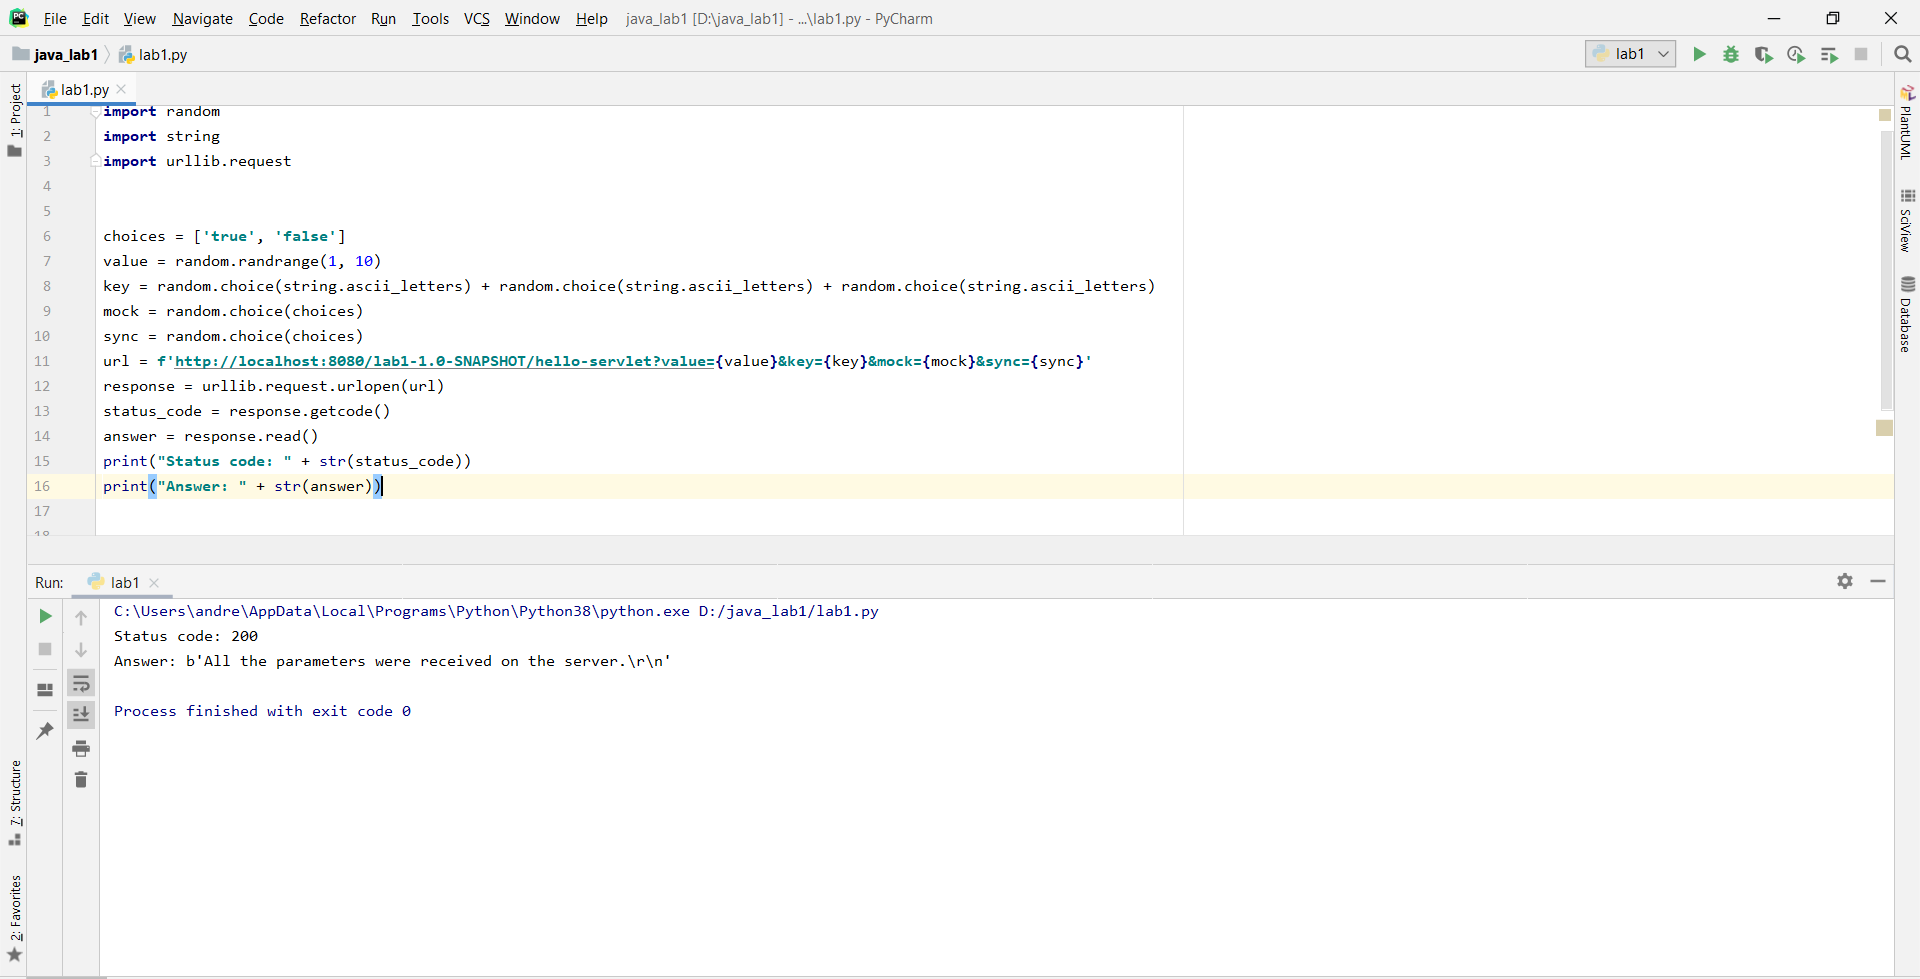 File Edit View Navigate Code Refactor Run Tools VCS Window Help java_lab1 [D:\java_lab1] - ...\lab1.py - PyCharm
java_lab1 lab1.py lab1
lab1.py
1: Project
1 import random
2 import string
3 import urllib.request
4
5
6 choices = ['true', 'false']
7 value = random.randrange(1, 10)
8 key = random.choice(string.ascii_letters) + random.choice(string.ascii_letters) + random.choice(string.ascii_letters)
9 mock = random.choice(choices)
10 sync = random.choice(choices)
11 url = f'http://localhost:8080/lab1-1.0-SNAPSHOT/hello-servlet?value={value}&key={key}&mock={mock}&sync={sync}'
12 response = urllib.request.urlopen(url)
13 status_code = response.getcode()
14 answer = response.read()
15 print("Status code: " + str(status_code))
16 print("Answer: " + str(answer))
17
18
PlantUML
SciView
Database
Run: lab1
C:\Users\andre\AppData\Local\Programs\Python\Python38\python.exe D:/java_lab1/lab1.py
Status code: 200
Answer: b'All the parameters were received on the server.\r\n'
Process finished with exit code 0
7: Structure
2: Favorites